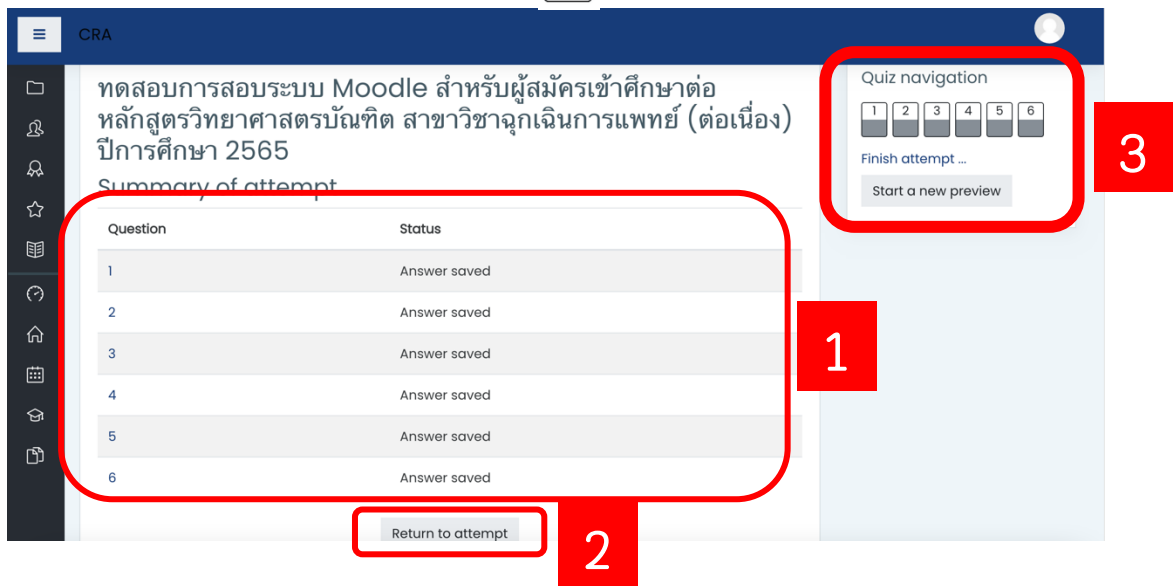 CRA
ทดสอบการสอบระบบ Moodle สำหรับผู้สมัครเข้าศึกษาต่อ
หลักสูตรวิทยาศาสตรบัณฑิต สาขาวิชาฉุกเฉินการแพทย์ (ต่อเนื่อง)
ปีการศึกษา 2565
Summary of attempt
Question Status
1 Answer saved
2 Answer saved
3 Answer saved
4 Answer saved
5 Answer saved
6 Answer saved
1
Return to attempt
2
Quiz navigation
1 2 3 4 5 6
Finish attempt ...
Start a new preview
3